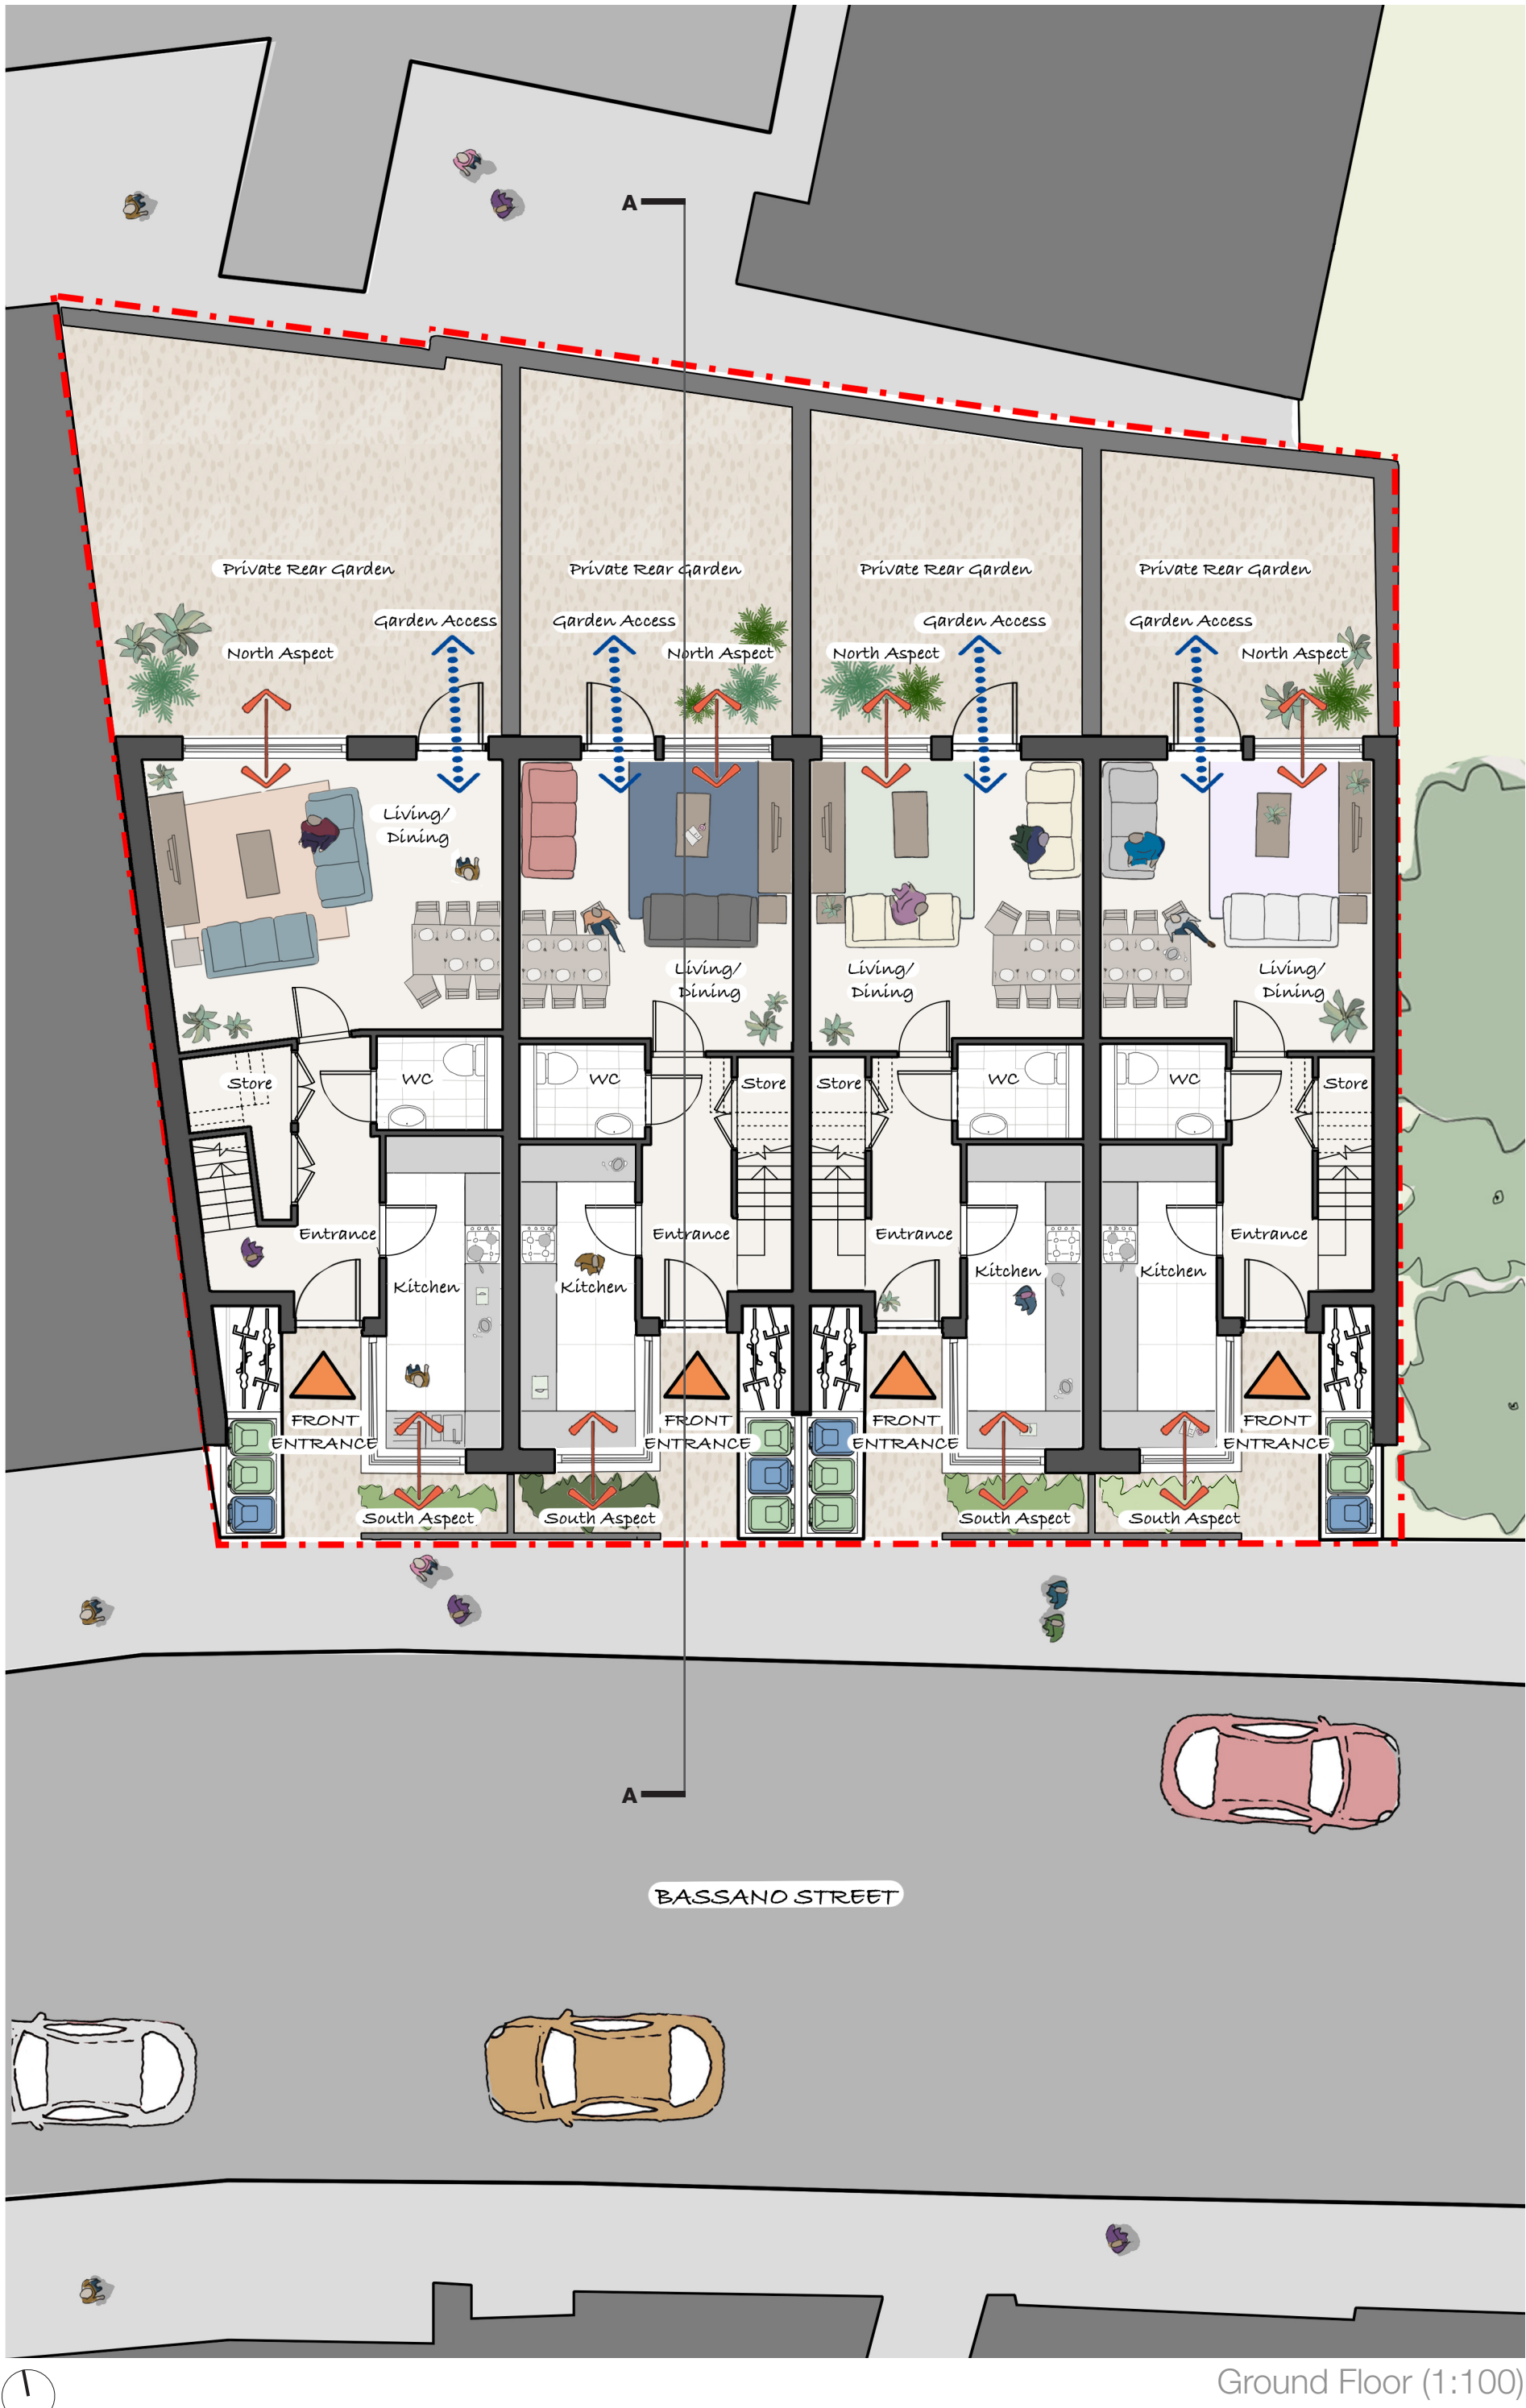 A
Private Rear Garden
Private Rear Garden
Private Rear Garden
Private Rear Garden
Garden Access
Garden Access
Garden Access
Garden Access
North Aspect
North Aspect
North Aspect
North Aspect
Living/
Dining
Living/
Dining
Living/
Dining
Living/
Dining
Store
WC
WC
Store
Store
WC
WC
Store
Entrance
Entrance
Entrance
Entrance
Kitchen
Kitchen
Kitchen
Kitchen
FRONT
ENTRANCE
FRONT
ENTRANCE
FRONT
ENTRANCE
FRONT
ENTRANCE
South Aspect
South Aspect
South Aspect
South Aspect
A
BASSANO STREET
Ground Floor (1:100)